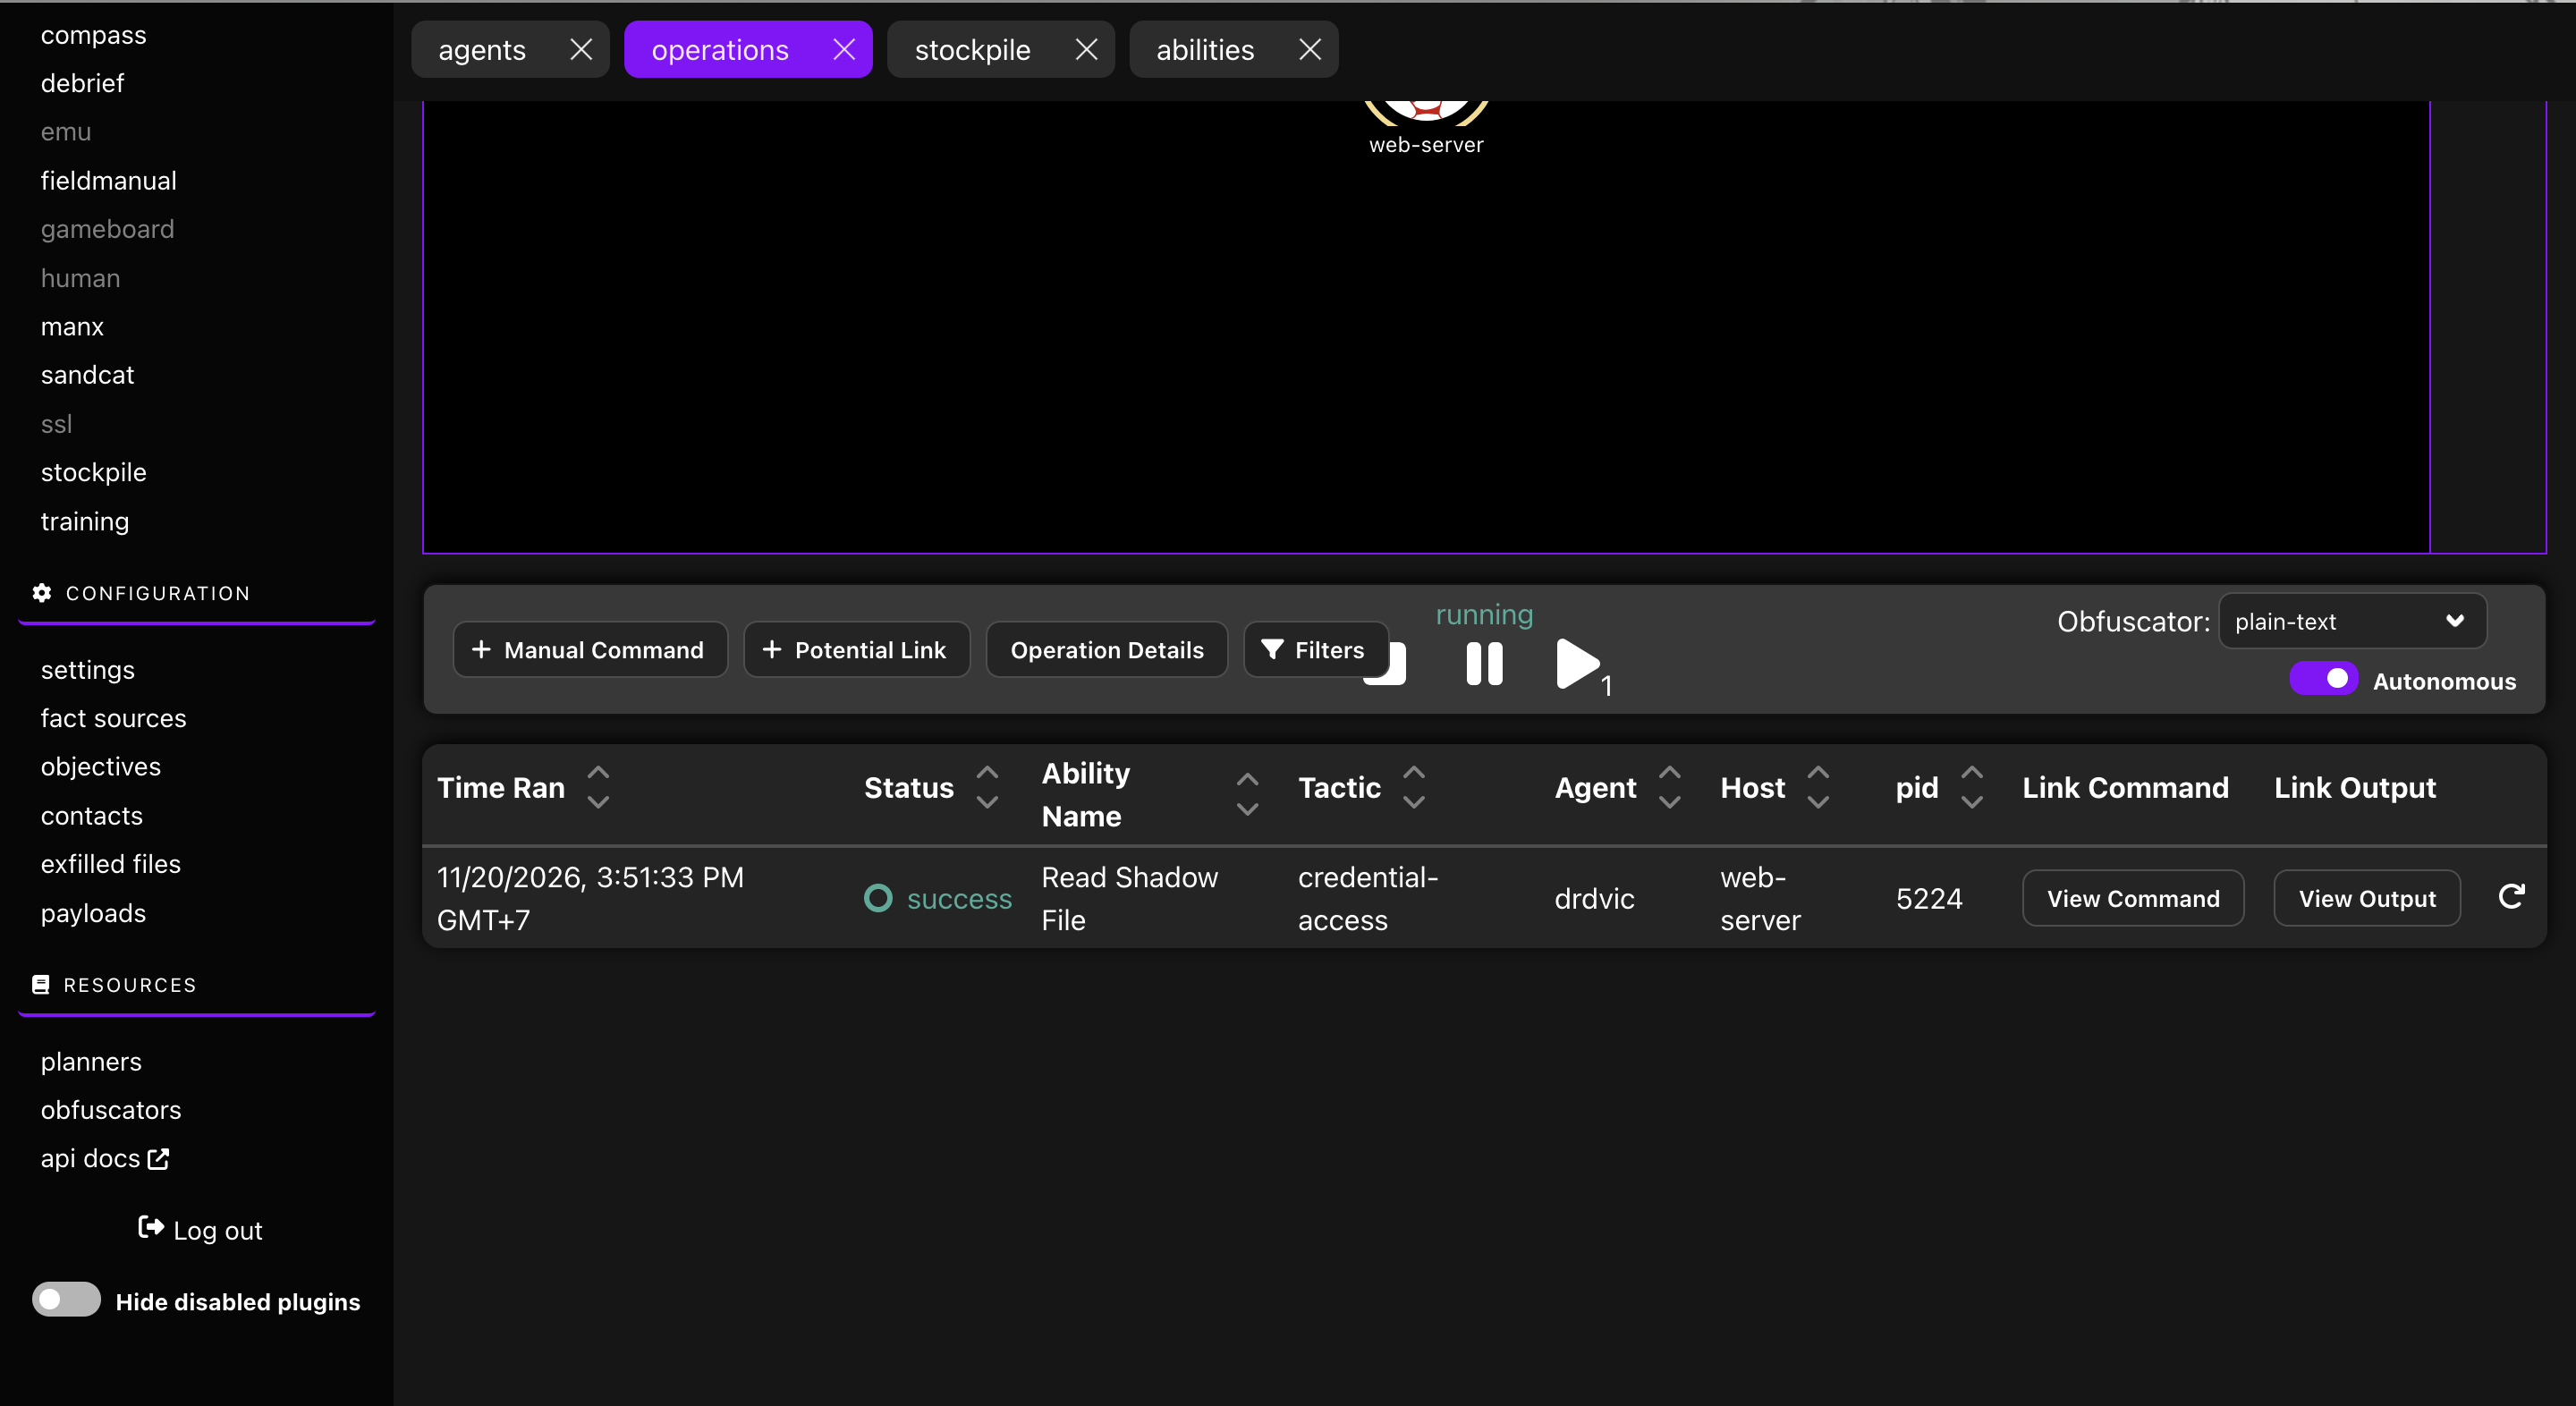 compass
debrief
emu
fieldmanual
gameboard
human
manx
sandcat
ssl
stockpile
training
CONFIGURATION
settings
fact sources
objectives
contacts
exfilled files
payloads
RESOURCES
planners
obfuscators
api docs
Log out
Hide disabled plugins
agents operations stockpile abilities
web-server
running
Manual Command Potential Link Operation Details Filters 1
Obfuscator: plain-text
Autonomous
Time Ran Status Ability Name Tactic Agent Host pid Link Command Link Output
11/20/2026, 3:51:33 PM GMT+7 success Read Shadow File credential-access drdvic web-server 5224 View Command View Output